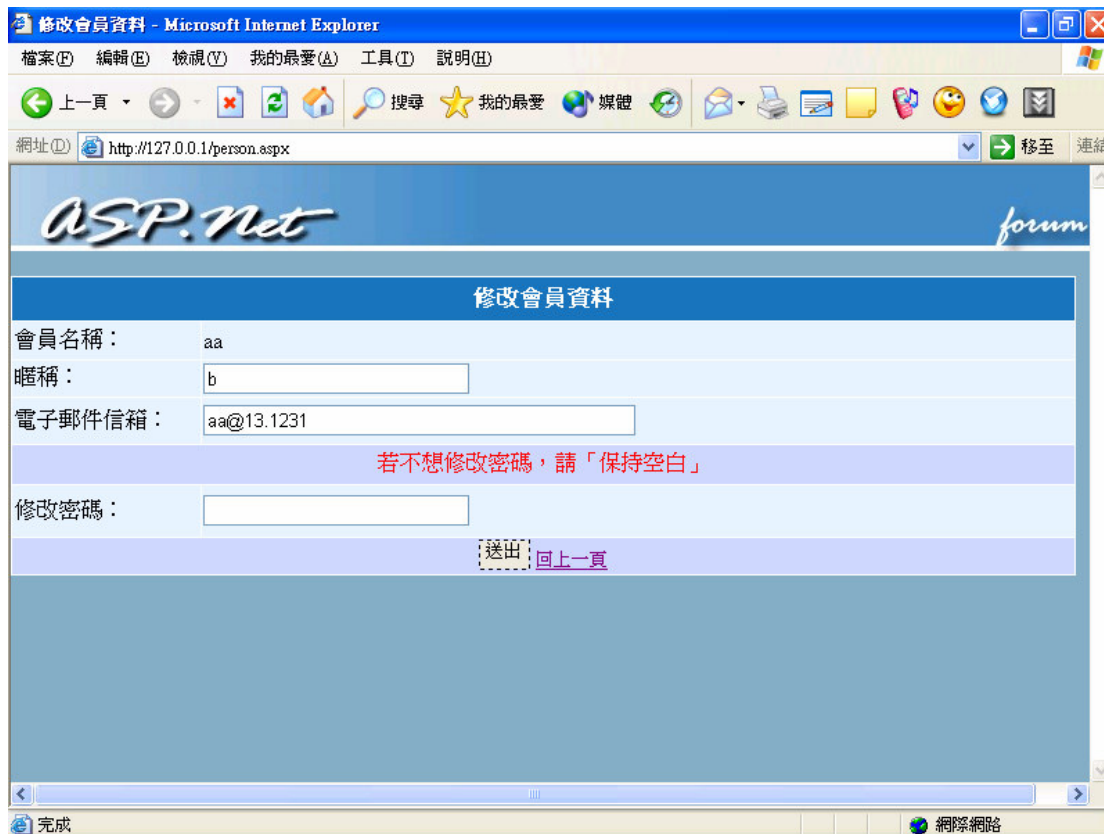 修改會員資料 - Microsoft Internet Explorer
檔案(F) 編輯(E) 檢視(V) 我的最愛(A) 工具(T) 說明(H)
上一頁 搜尋 我的最愛 媒體
網址(D) http://127.0.0.1/person.aspx 移至 連結
ASP.Net forum
修改會員資料
會員名稱： aa
暱稱： b
電子郵件信箱： aa@13.1231
若不想修改密碼，請「保持空白」
修改密碼：
送出 回上一頁
完成 網際網路